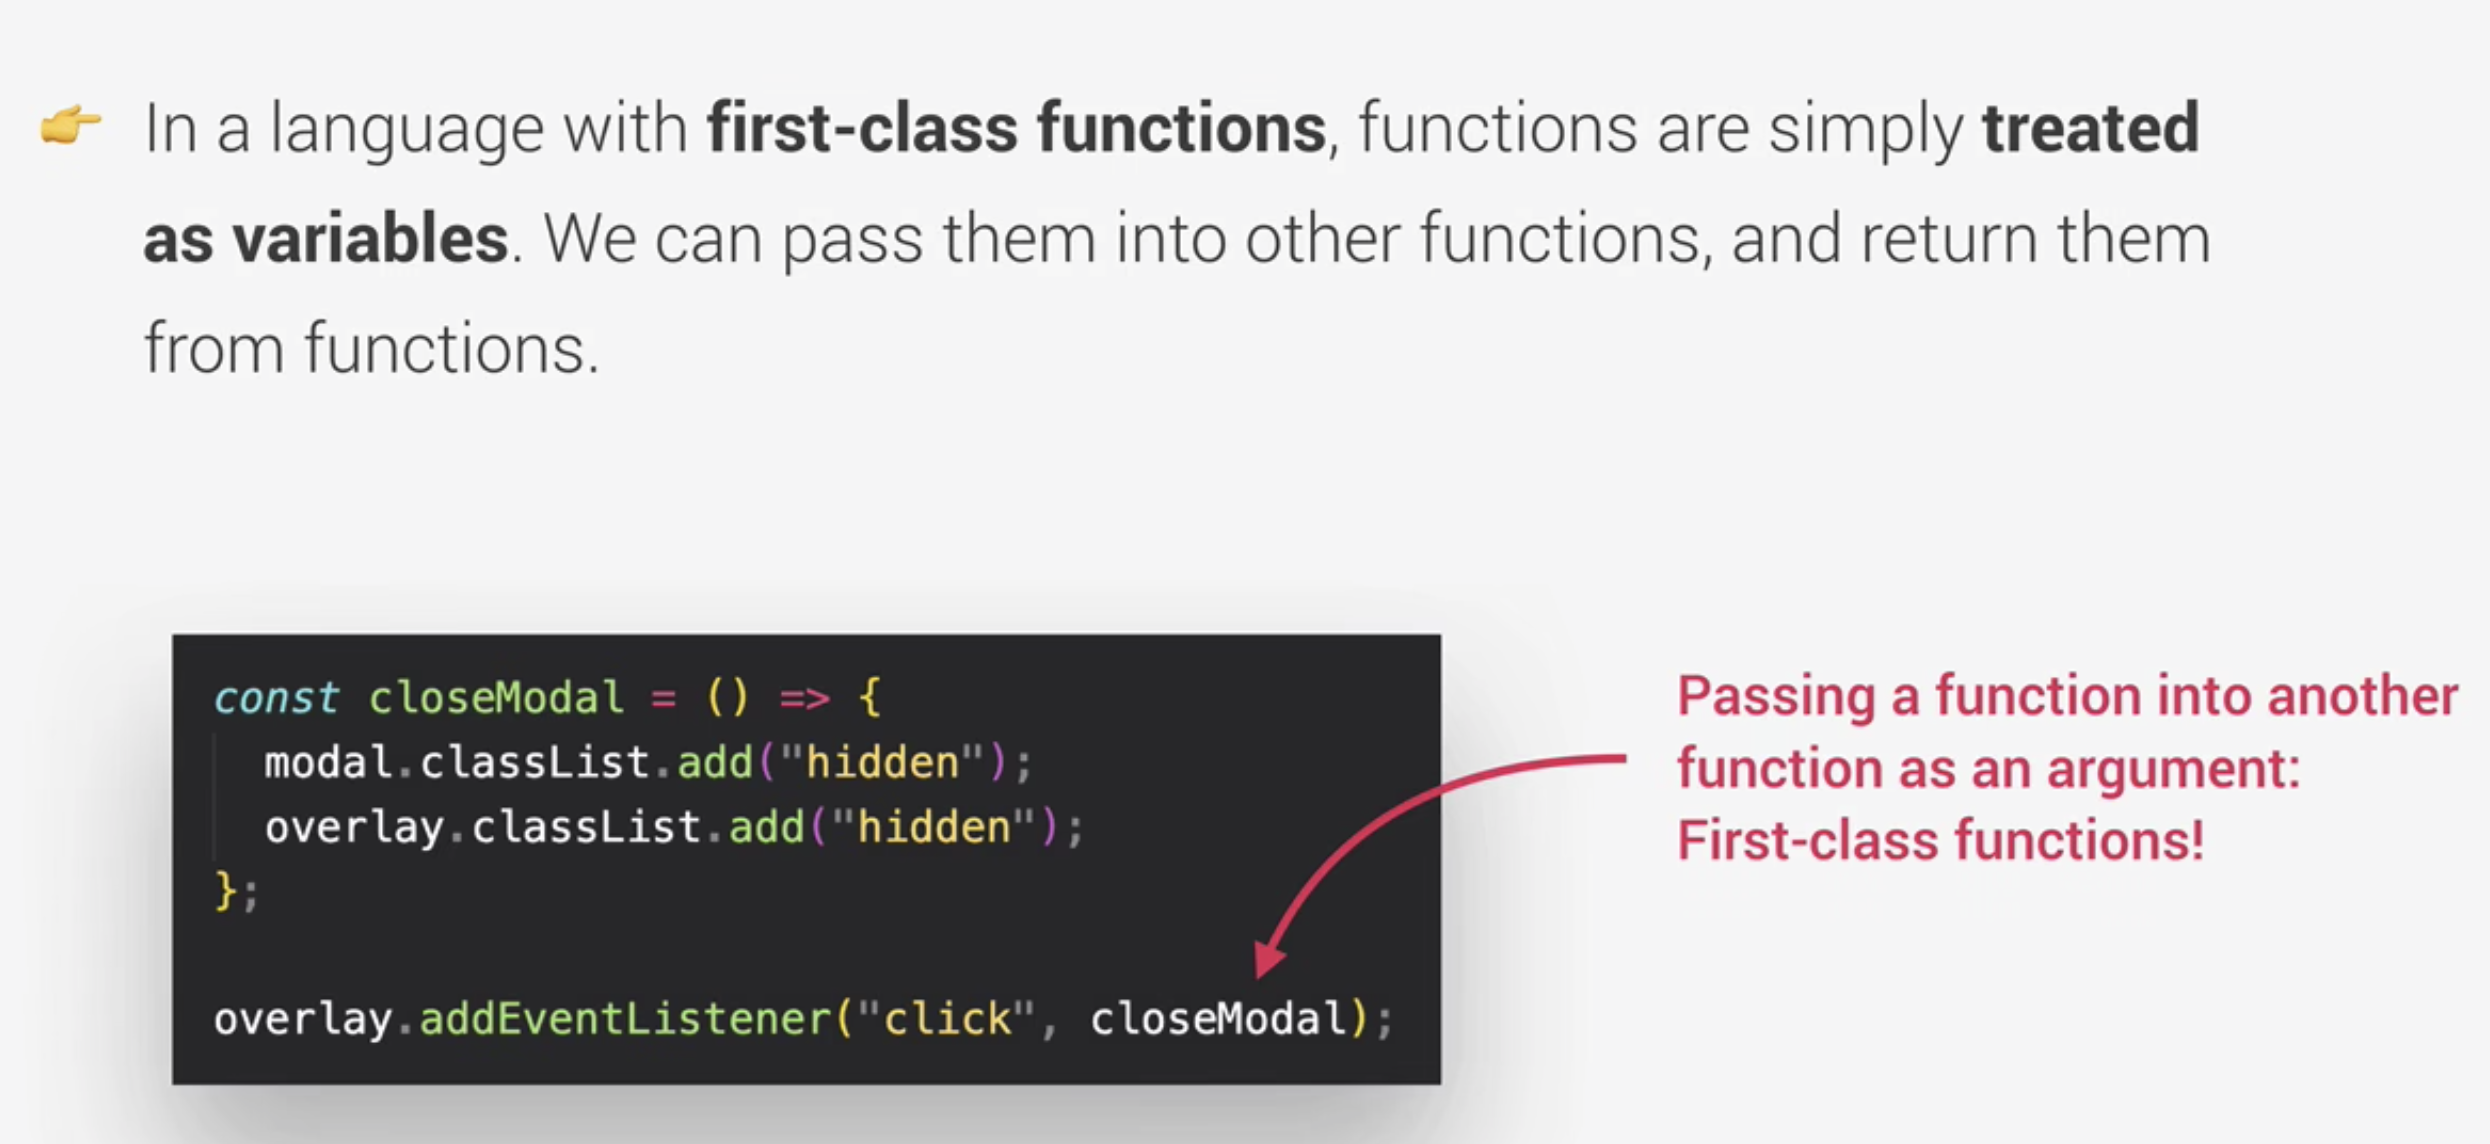 👉 In a language with first-class functions, functions are simply treated
as variables. We can pass them into other functions, and return them
from functions.
const closeModal = () => {
  modal.classList.add("hidden");
  overlay.classList.add("hidden");
};
overlay.addEventListener("click", closeModal);
Passing a function into another
function as an argument:
First-class functions!